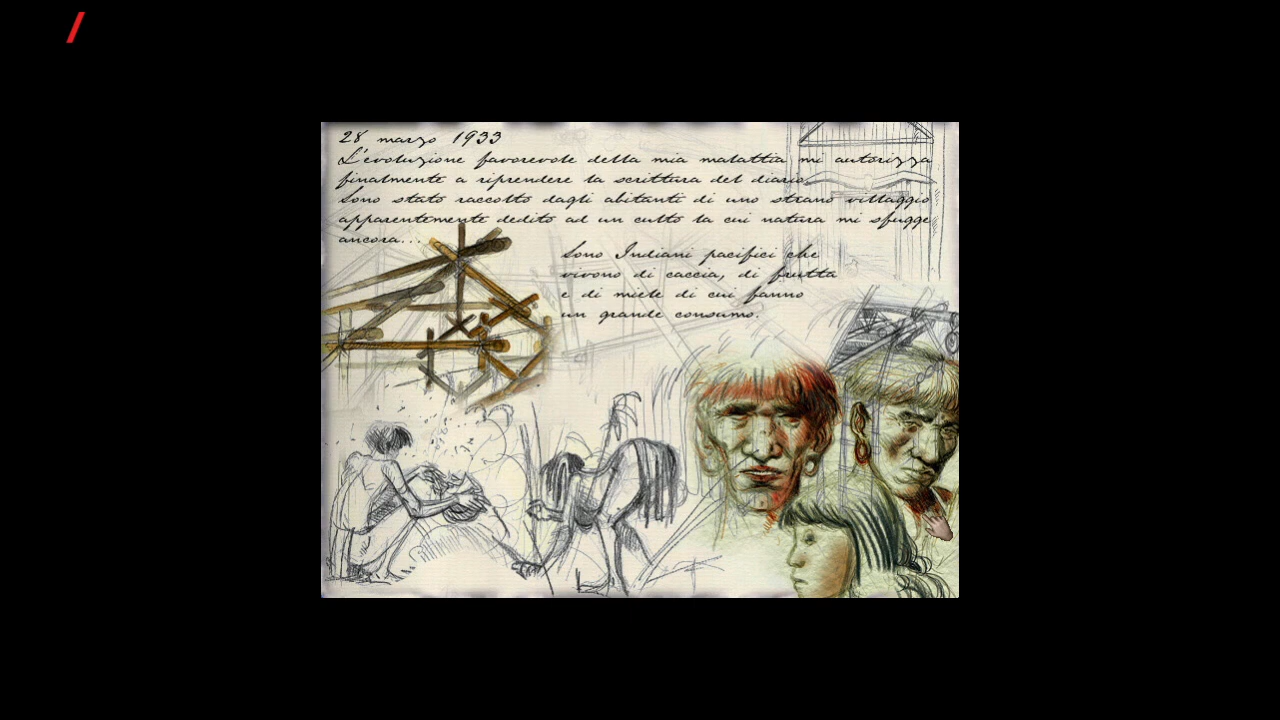 28 marzo 1933
L'evoluzione favorevole della mia malattia mi autorizza
finalmente a riprendere la scrittura del diario.
Sono stato raccolto dagli abitanti di uno strano villaggio
apparentemente dedito ad un culto la cui natura mi sfugge
ancora...
Sono Indiani pacifici che
vivono di caccia, di frutta
e di miele di cui fanno
un grande consumo.